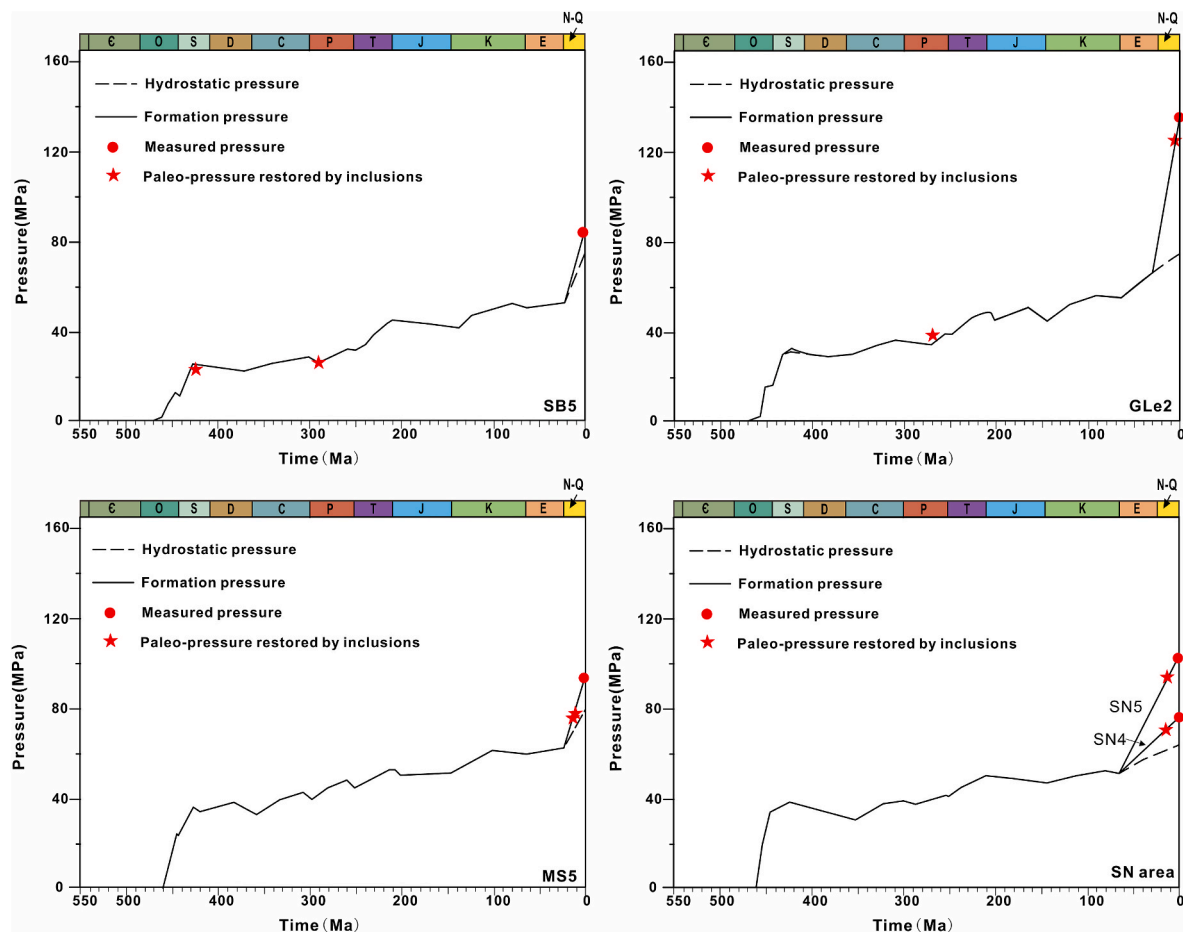 N-Q
Є O S D C P T J K E
160
120
80
40
0
Pressure(MPa)
Hydrostatic pressure
Formation pressure
Measured pressure
Paleo-pressure restored by inclusions
SB5
550 500 400 300 200 100 0
Time(Ma)
N-Q
Є O S D C P T J K E
160
120
80
40
0
Pressure(MPa)
Hydrostatic pressure
Formation pressure
Measured pressure
Paleo-pressure restored by inclusions
GLe2
550 500 400 300 200 100 0
Time(Ma)
N-Q
Є O S D C P T J K E
160
120
80
40
0
Pressure(MPa)
Hydrostatic pressure
Formation pressure
Measured pressure
Paleo-pressure restored by inclusions
MS5
550 500 400 300 200 100 0
Time(Ma)
N-Q
Є O S D C P T J K E
160
120
80
40
0
Pressure(MPa)
Hydrostatic pressure
Formation pressure
Measured pressure
Paleo-pressure restored by inclusions
SN5
SN4
SN area
550 500 400 300 200 100 0
Time(Ma)